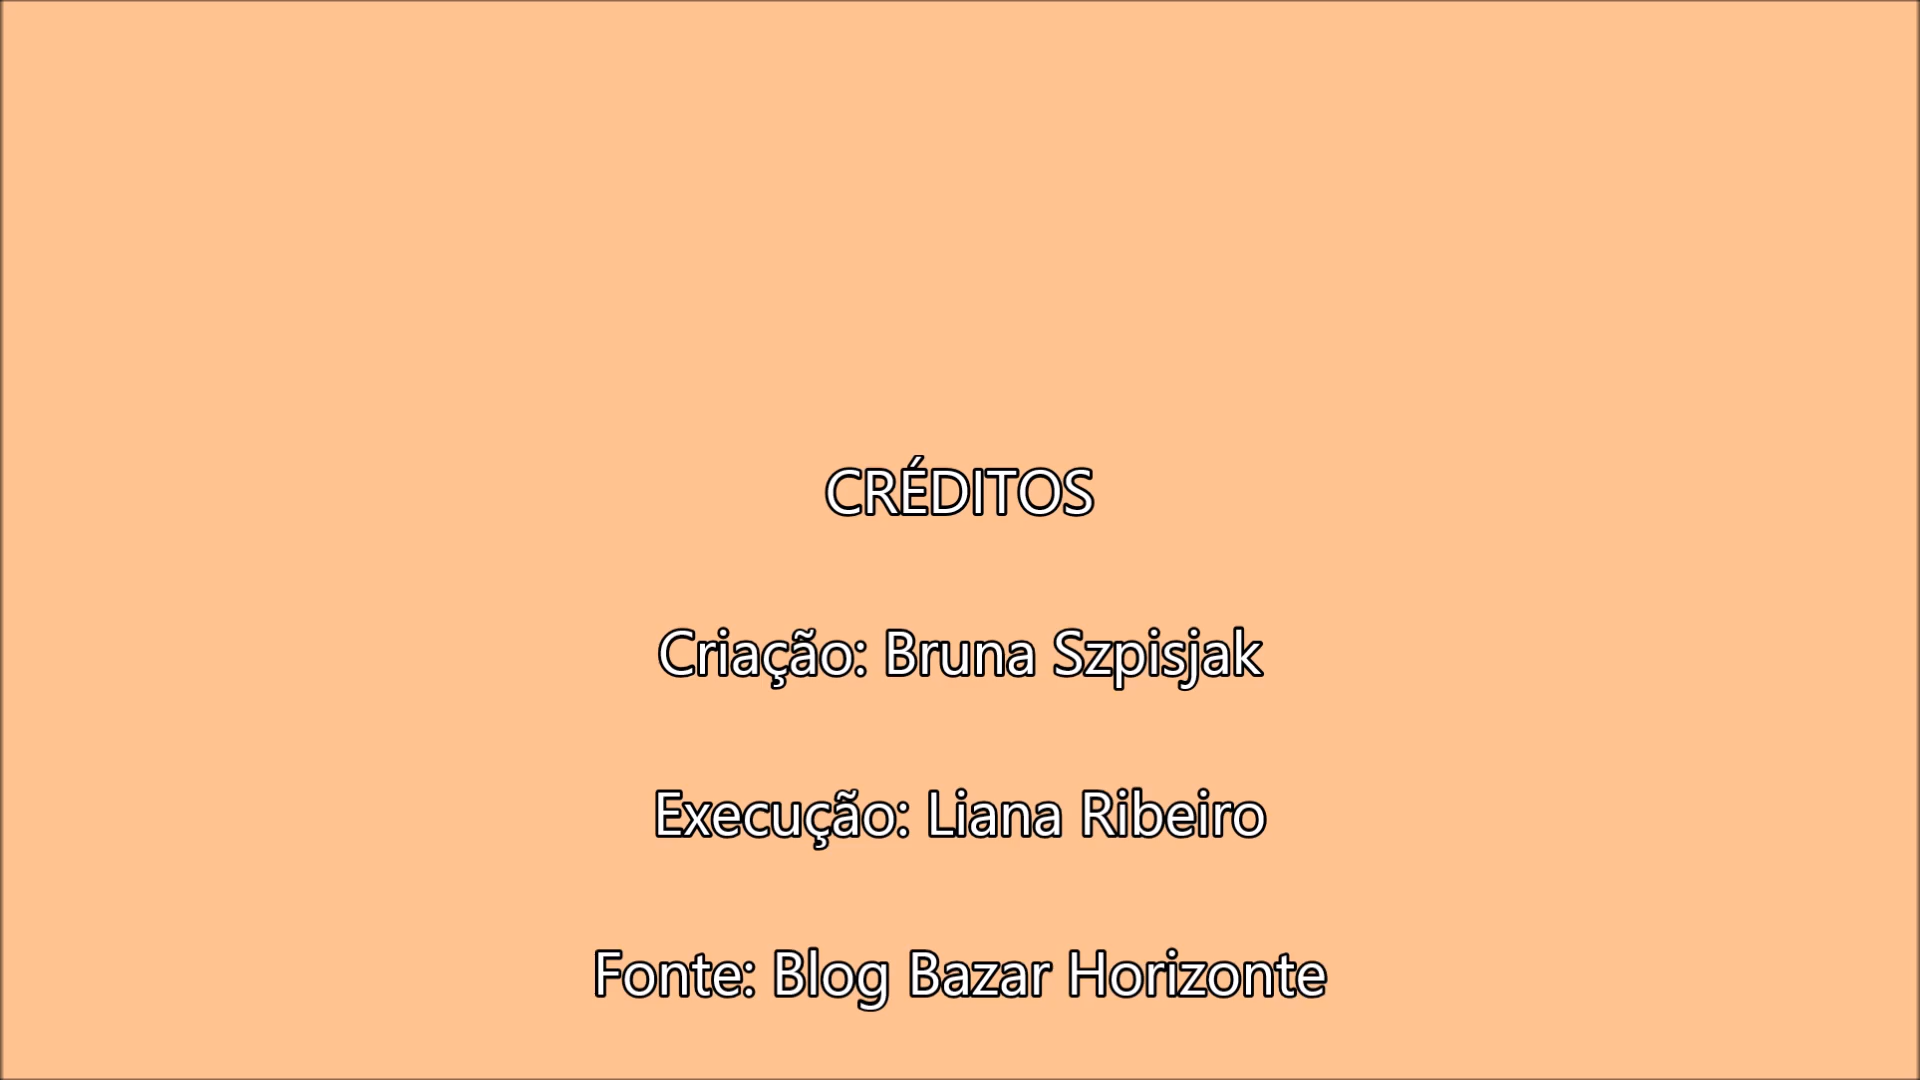 CRÉDITOS
Criação: Bruna Szpisjak
Execução: Liana Ribeiro
Fonte: Blog Bazar Horizonte